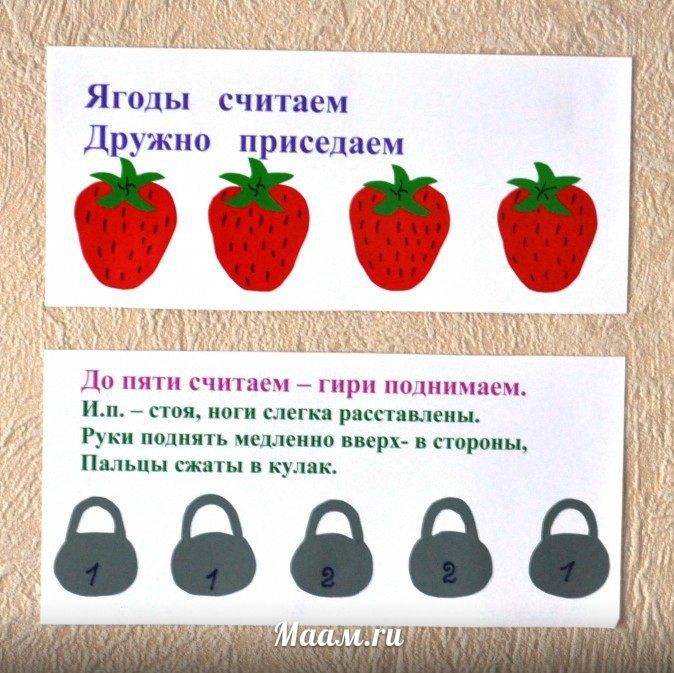 Ягоды считаем
Дружно приседаем
До пяти считаем – гири поднимаем.
И.п. – стоя, ноги слегка расставлены.
Руки поднять медленно вверх- в стороны,
Пальцы сжаты в кулак.
1 1 2 2 1
Maam.ru